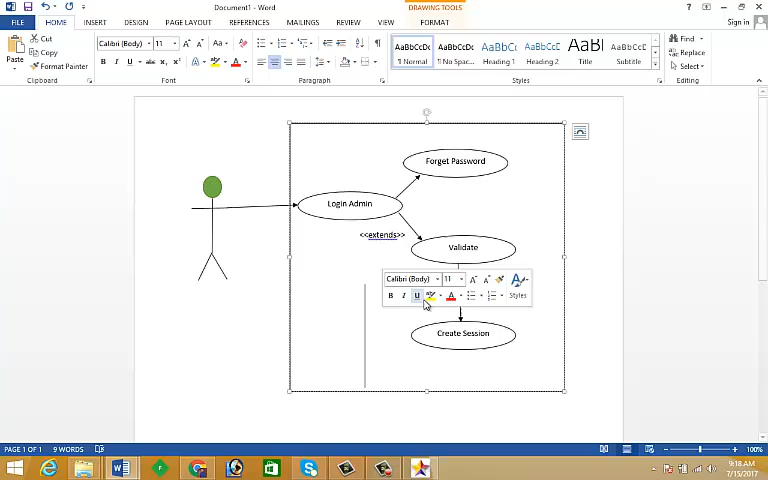 Document1 - Word
DRAWING TOOLS
Sign in
FILE
HOME
INSERT
DESIGN
PAGE LAYOUT
REFERENCES
MAILINGS
REVIEW
VIEW
FORMAT
Paste
Cut
Copy
Format Painter
Clipboard
Calibri (Body)
11
Font
Paragraph
AaBbCcDc
¶ Normal
AaBbCcDc
¶ No Spac...
AaBbCc
Heading 1
AaBbCcC
Heading 2
AaBl
Title
AaBbCcC
Subtitle
Styles
Find
Replace
Select
Editing
Forget Password
Login Admin
<<extends>>
Validate
Calibri (Body)
11
B I U
Styles
Create Session
PAGE 1 OF 1
9 WORDS
100%
9:18 AM
7/15/2017